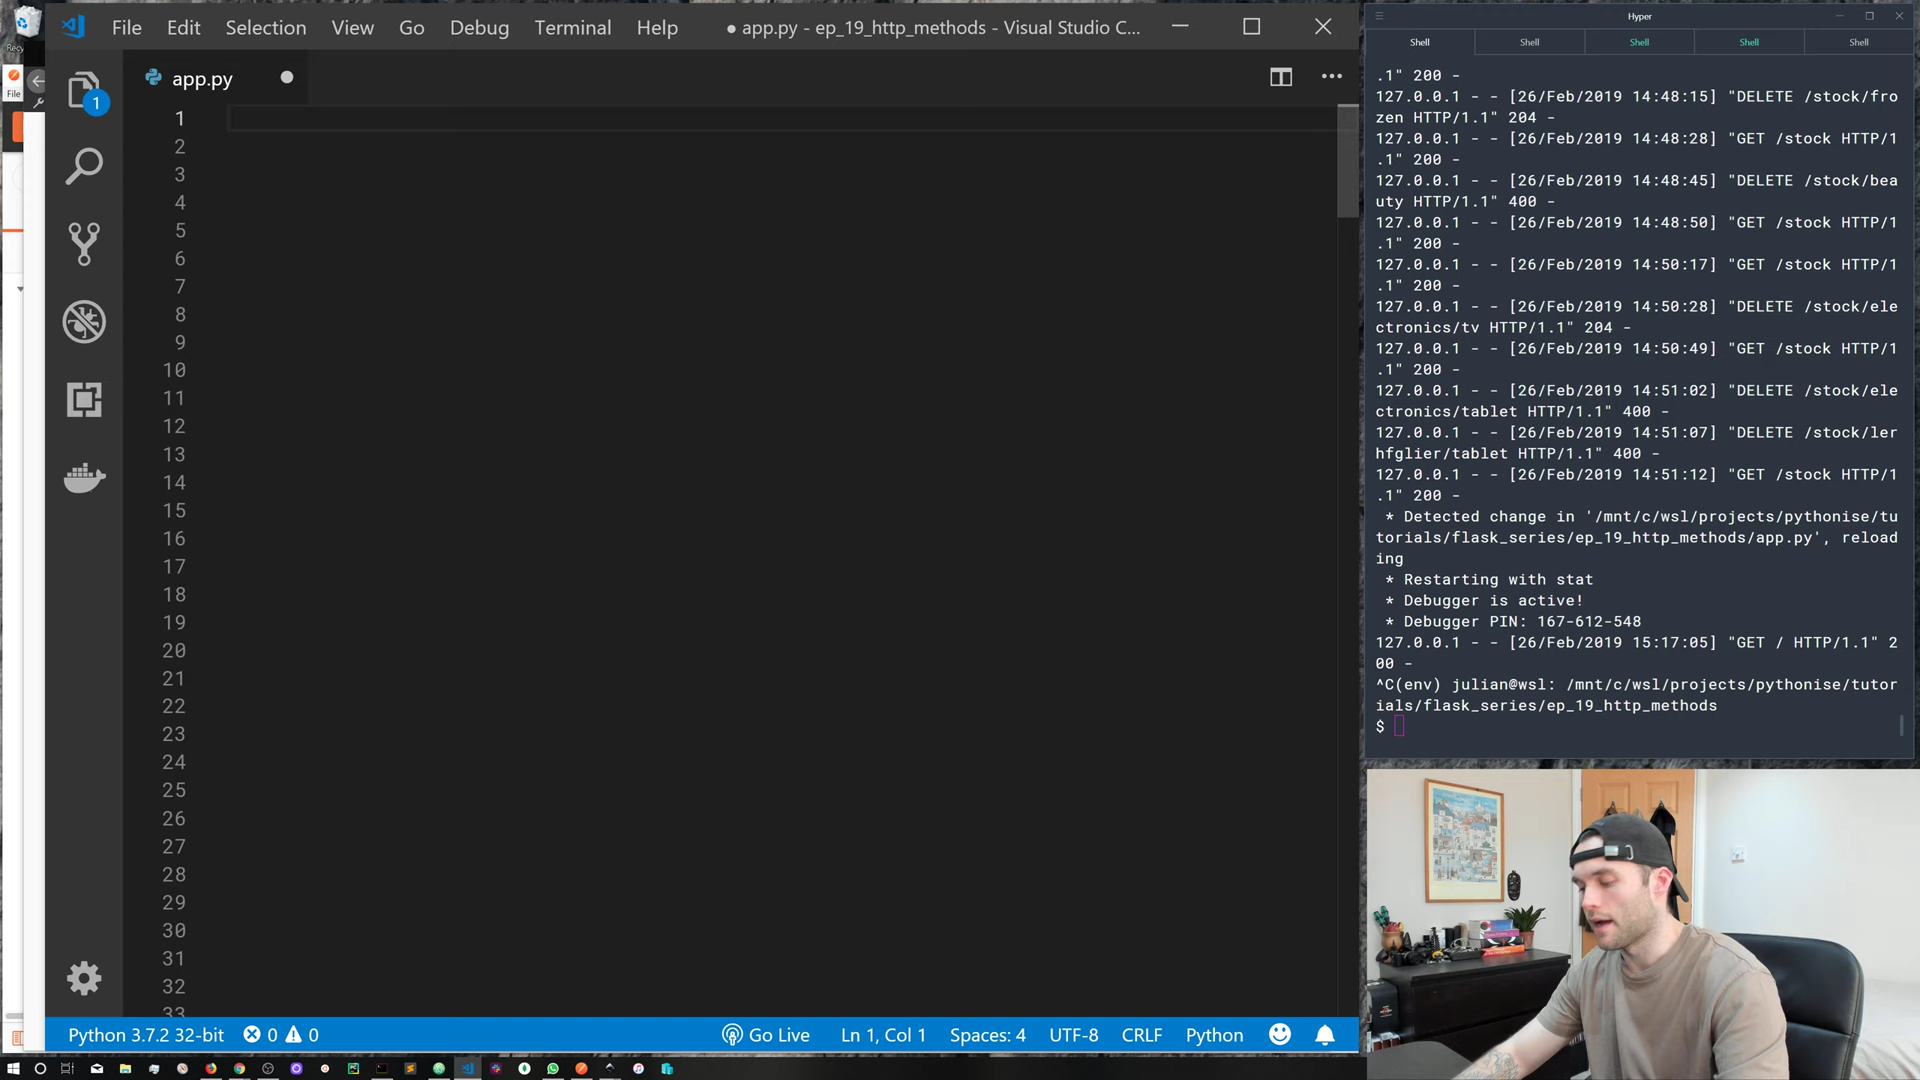 File Edit Selection View Go Debug Terminal Help ● app.py - ep_19_http_methods - Visual Studio C...
app.py
1
1
2
3
4
5
6
7
8
9
10
11
12
13
14
15
16
17
18
19
20
21
22
23
24
25
26
27
28
29
30
31
32
33
Python 3.7.2 32-bit 0 0 Go Live Ln 1, Col 1 Spaces: 4 UTF-8 CRLF Python
File
Hyper
Shell Shell Shell Shell Shell
.1" 200 -
127.0.0.1 - - [26/Feb/2019 14:48:15] "DELETE /stock/fro
zen HTTP/1.1" 204 -
127.0.0.1 - - [26/Feb/2019 14:48:28] "GET /stock HTTP/1
.1" 200 -
127.0.0.1 - - [26/Feb/2019 14:48:45] "DELETE /stock/bea
uty HTTP/1.1" 400 -
127.0.0.1 - - [26/Feb/2019 14:48:50] "GET /stock HTTP/1
.1" 200 -
127.0.0.1 - - [26/Feb/2019 14:50:17] "GET /stock HTTP/1
.1" 200 -
127.0.0.1 - - [26/Feb/2019 14:50:28] "DELETE /stock/ele
ctronics/tv HTTP/1.1" 204 -
127.0.0.1 - - [26/Feb/2019 14:50:49] "GET /stock HTTP/1
.1" 200 -
127.0.0.1 - - [26/Feb/2019 14:51:02] "DELETE /stock/ele
ctronics/tablet HTTP/1.1" 400 -
127.0.0.1 - - [26/Feb/2019 14:51:07] "DELETE /stock/ler
hfglier/tablet HTTP/1.1" 400 -
127.0.0.1 - - [26/Feb/2019 14:51:12] "GET /stock HTTP/1
.1" 200 -
* Detected change in '/mnt/c/wsl/projects/pythonise/tu
torials/flask_series/ep_19_http_methods/app.py', reload
ing
* Restarting with stat
* Debugger is active!
* Debugger PIN: 167-612-548
127.0.0.1 - - [26/Feb/2019 15:17:05] "GET / HTTP/1.1" 2
00 -
^C(env) julian@wsl: /mnt/c/wsl/projects/pythonise/tutor
ials/flask_series/ep_19_http_methods
$